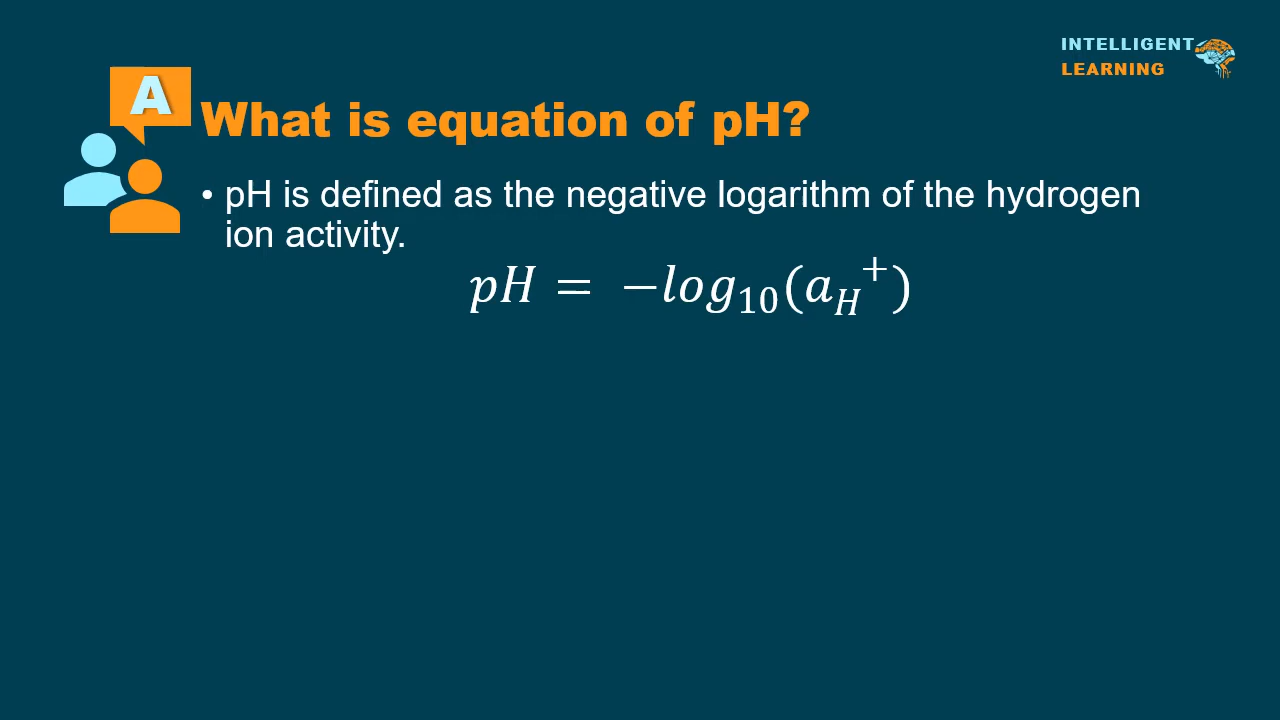 INTELLIGENT
LEARNING
A
What is equation of pH?
• pH is defined as the negative logarithm of the hydrogen
ion activity.
pH = −log₁₀(a_H⁺)